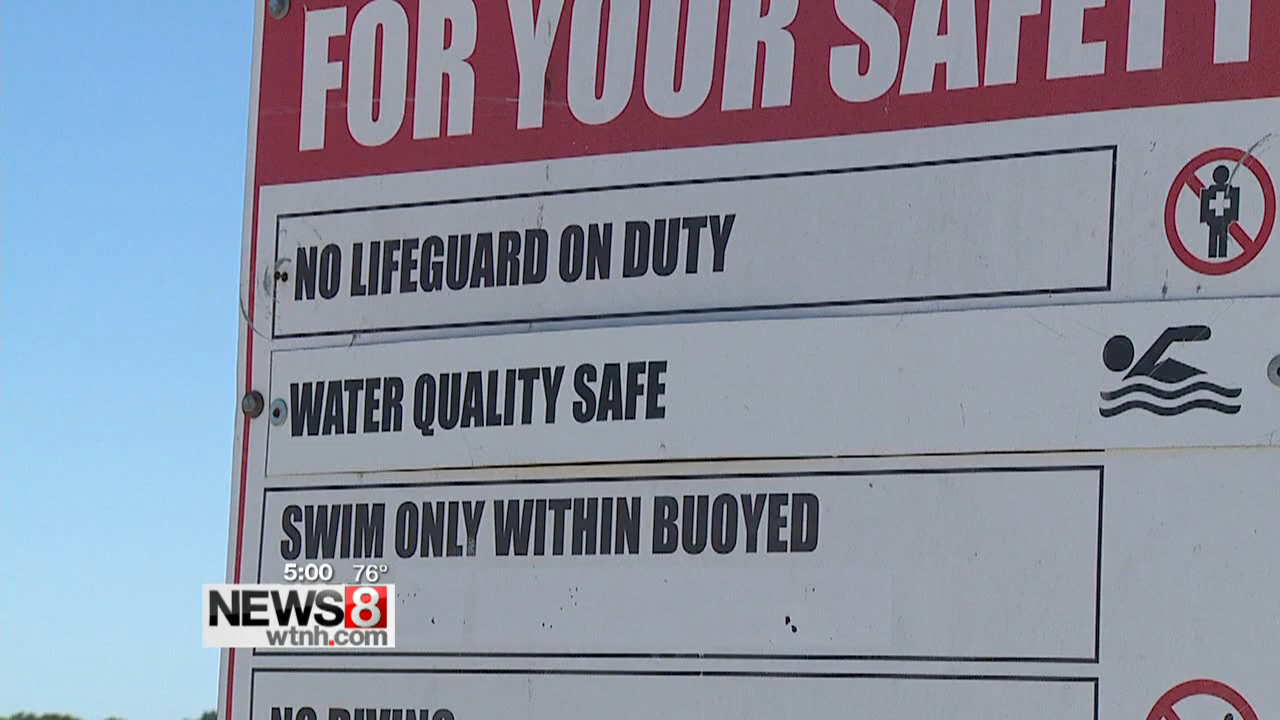 FOR YOUR SAFETY
NO LIFEGUARD ON DUTY
WATER QUALITY SAFE
SWIM ONLY WITHIN BUOYED
5:00 76°
NEWS 8
wtnh.com
NO DIVING